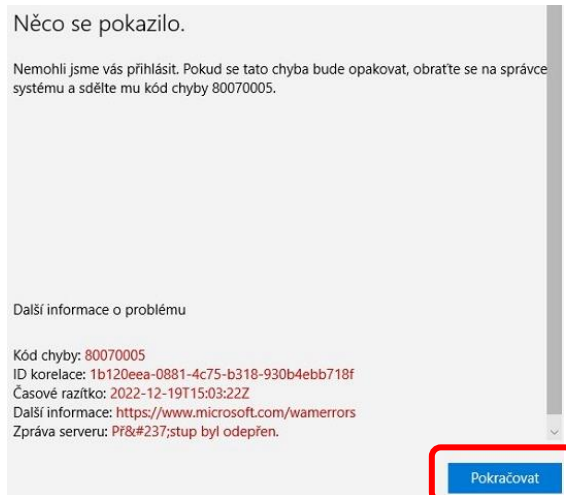 Něco se pokazilo.
Nemohli jsme vás přihlásit. Pokud se tato chyba bude opakovat, obraťte se na správce
systému a sdělte mu kód chyby 80070005.
Další informace o problému
Kód chyby: 80070005
ID korelace: 1b120eea-0881-4c75-b318-930b4ebb718f
Časové razítko: 2022-12-19T15:03:22Z
Další informace: https://www.microsoft.com/wamerrors
Zpráva serveru: Př&#237;stup byl odepřen.
Pokračovat